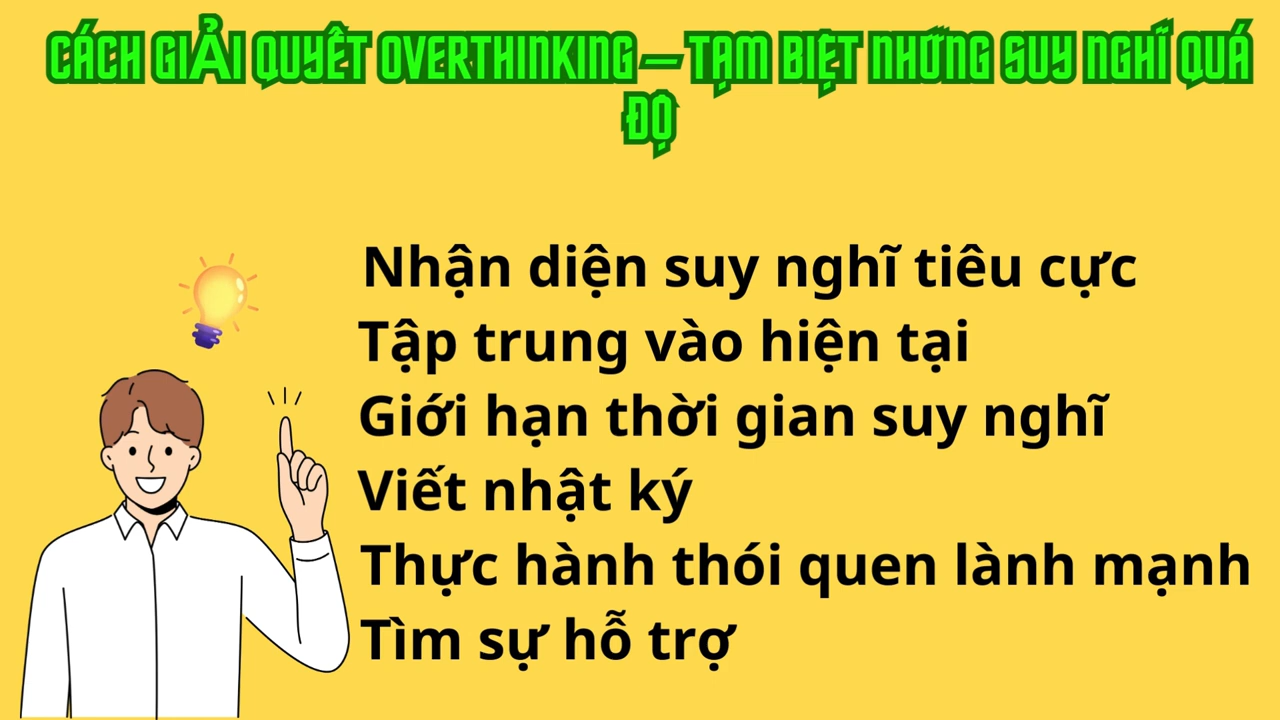 CÁCH GIẢI QUYẾT OVERTHINKING – TẠM BIỆT NHỮNG SUY NGHĨ QUÁ
ĐỘ
Nhận diện suy nghĩ tiêu cực
Tập trung vào hiện tại
Giới hạn thời gian suy nghĩ
Viết nhật ký
Thực hành thói quen lành mạnh
Tìm sự hỗ trợ